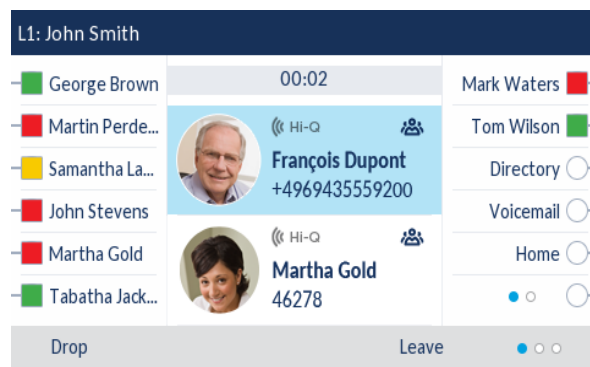 L1: John Smith
George Brown
Martin Perde...
Samantha La...
John Stevens
Martha Gold
Tabatha Jack...
00:02
Hi-Q
François Dupont
+4969435559200
Hi-Q
Martha Gold
46278
Mark Waters
Tom Wilson
Directory
Voicemail
Home
Drop
Leave